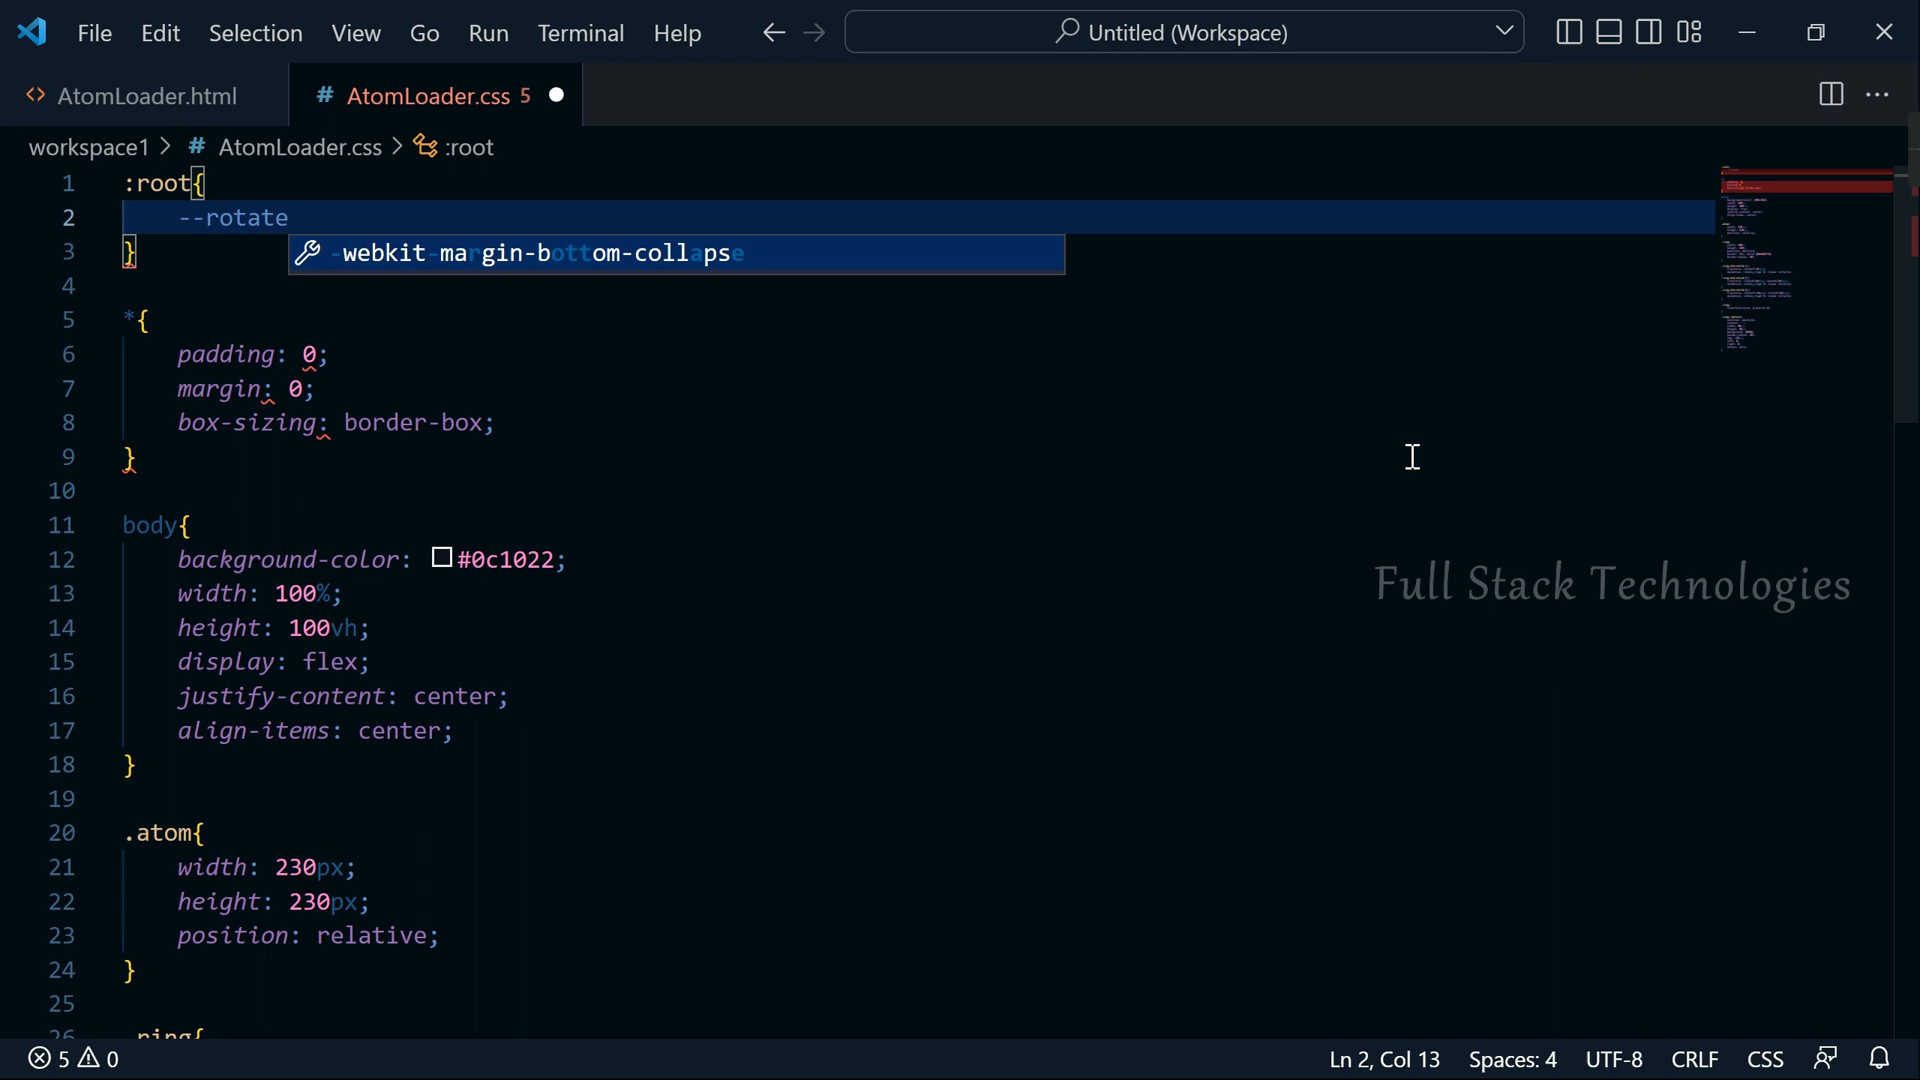 File Edit Selection View Go Run Terminal Help Untitled (Workspace)
AtomLoader.html # AtomLoader.css 5
workspace1 > # AtomLoader.css > :root
1 :root{
2 --rotate
3 }
-webkit-margin-bottom-collapse
4
5 *{
6 padding: 0;
7 margin: 0;
8 box-sizing: border-box;
9 }
10
11 body{
12 background-color: #0c1022;
13 width: 100%;
14 height: 100vh;
15 display: flex;
16 justify-content: center;
17 align-items: center;
18 }
19
20 .atom{
21 width: 230px;
22 height: 230px;
23 position: relative;
24 }
25
26 .ring{
Full Stack Technologies
5 0 Ln 2, Col 13 Spaces: 4 UTF-8 CRLF CSS